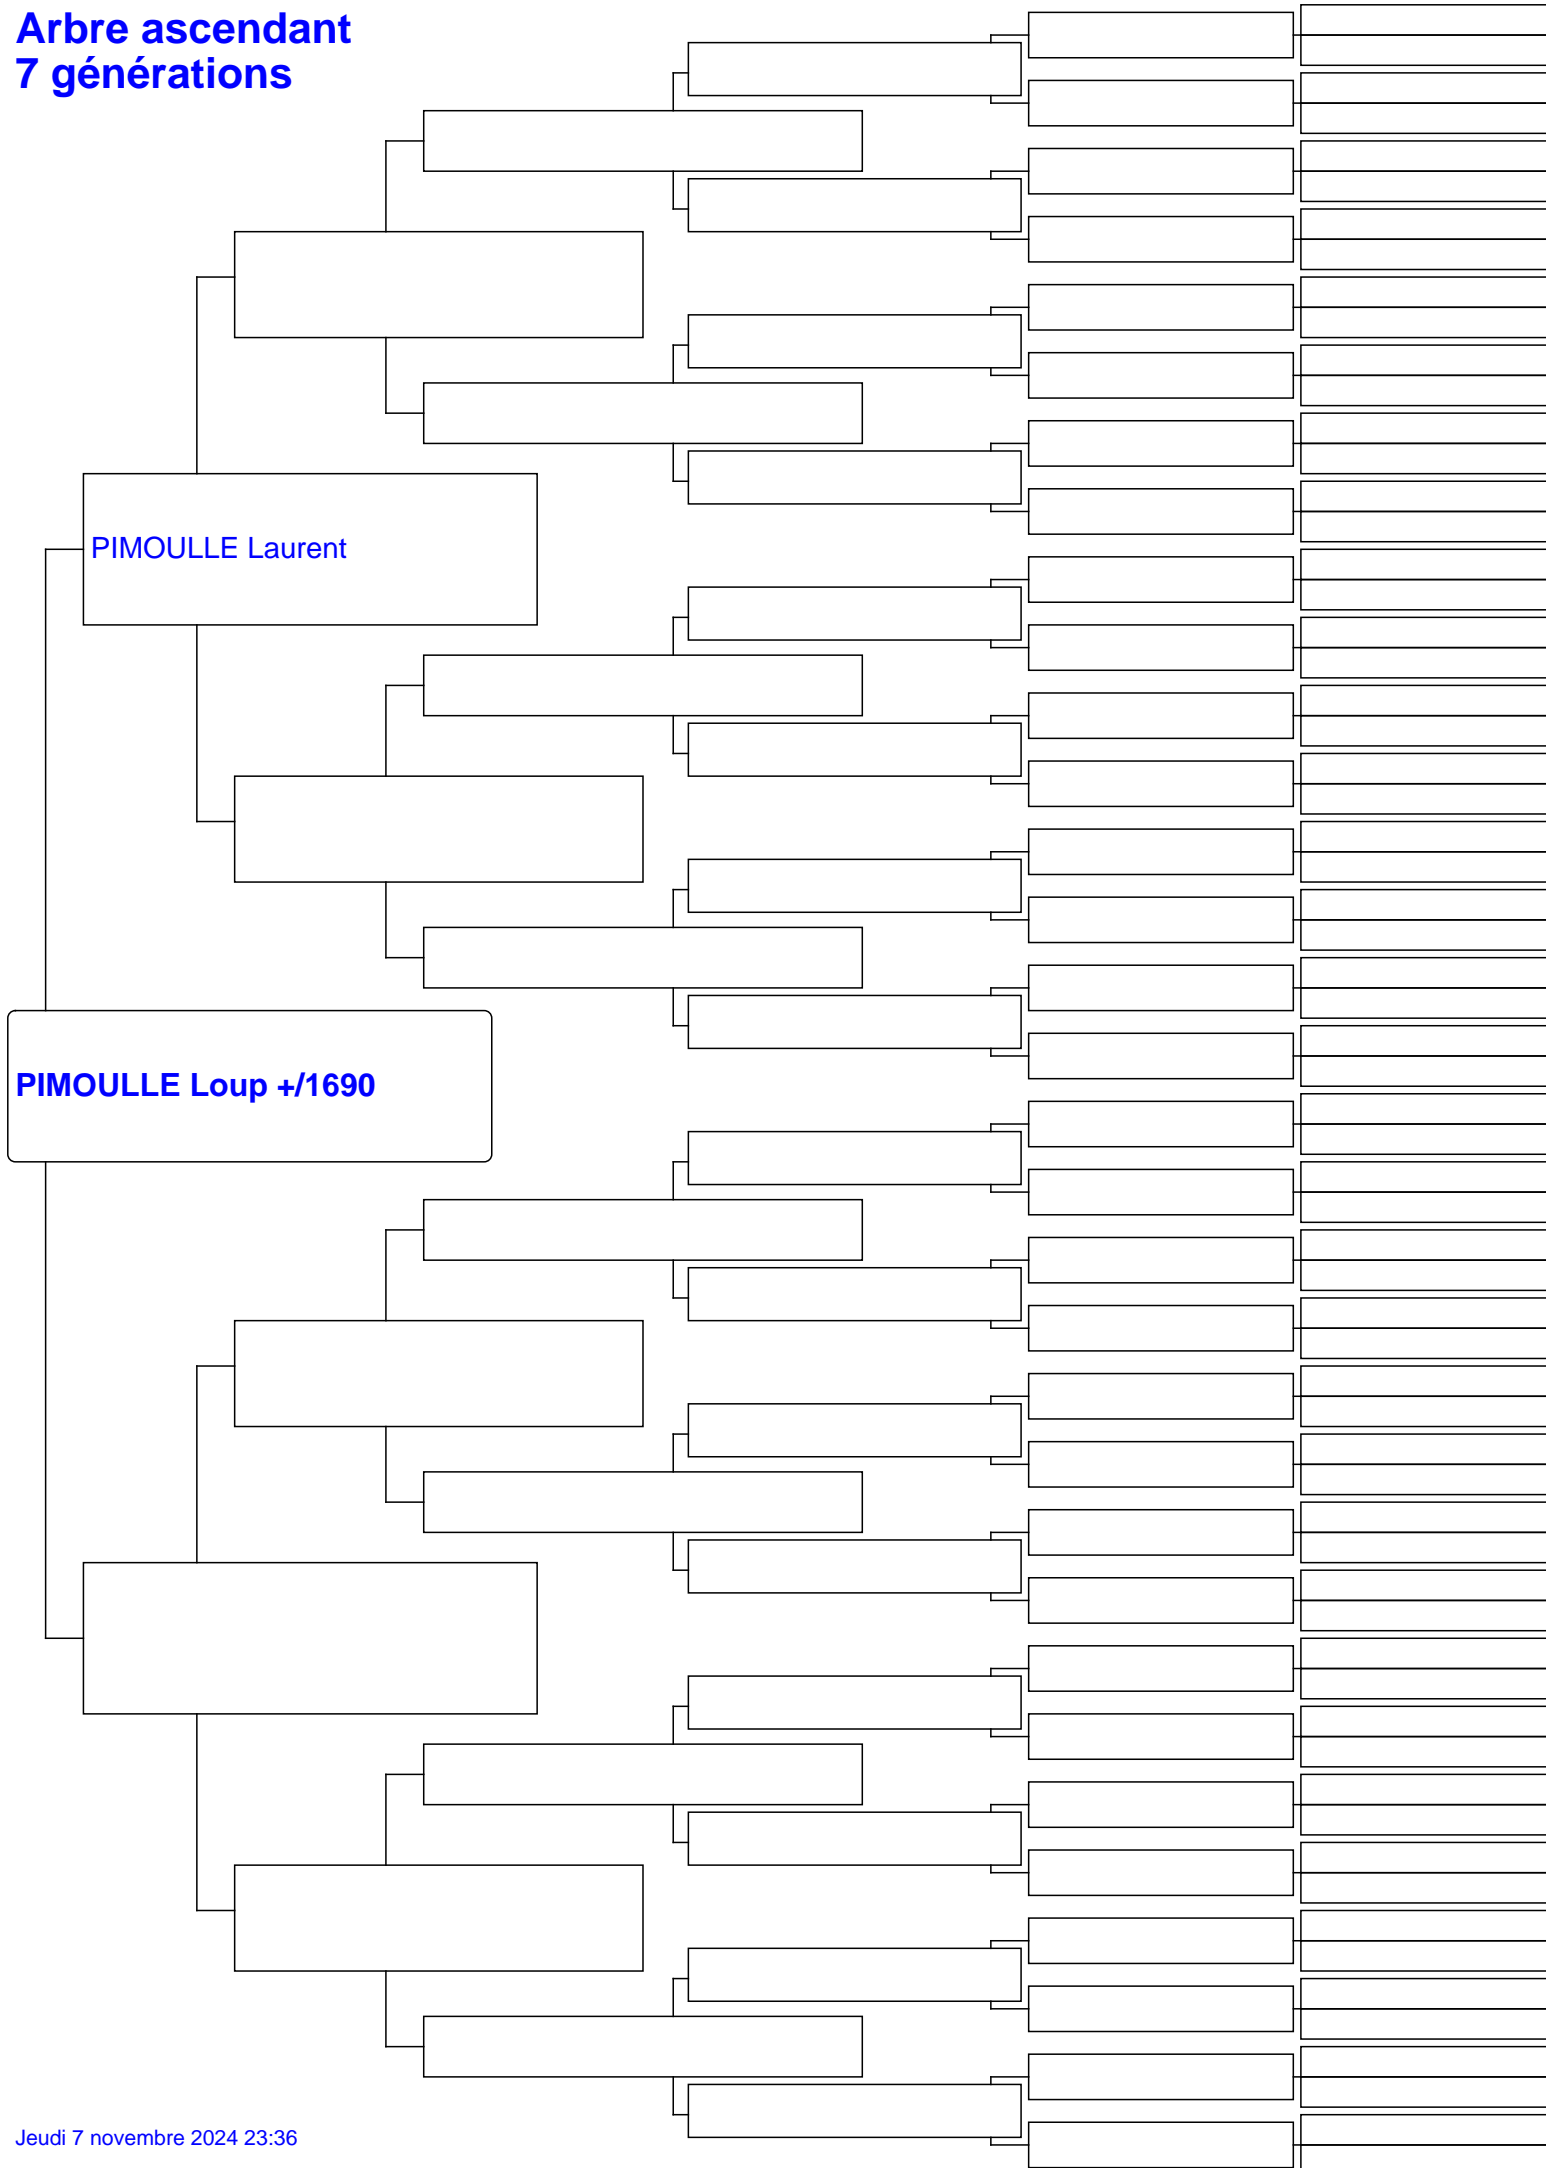 Arbre ascendant
7 générations
PIMOULLE Laurent
PIMOULLE Loup +/1690
Jeudi 7 novembre 2024 23:36